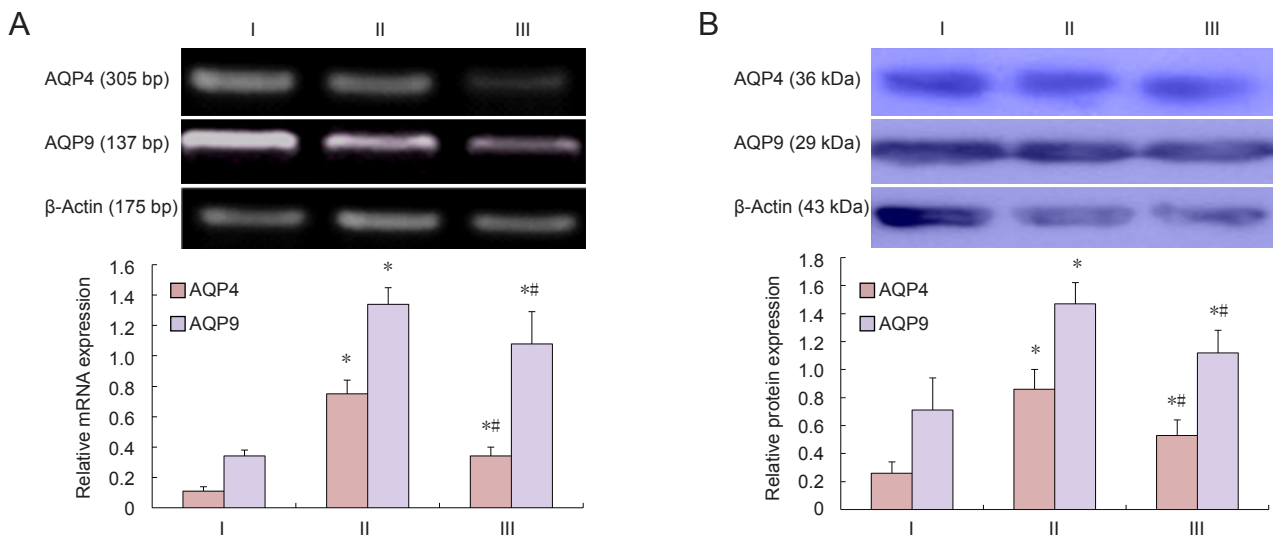 A
I II III
AQP4 (305 bp)
AQP9 (137 bp)
β-Actin (175 bp)
Relative mRNA expression
1.6
1.4
1.2
1.0
0.8
0.6
0.4
0.2
0
AQP4
AQP9
*
*
*#
*#
I II III
B
I II III
AQP4 (36 kDa)
AQP9 (29 kDa)
β-Actin (43 kDa)
Relative protein expression
1.8
1.6
1.4
1.2
1.0
0.8
0.6
0.4
0.2
0
AQP4
AQP9
*
*
*#
*#
I II III